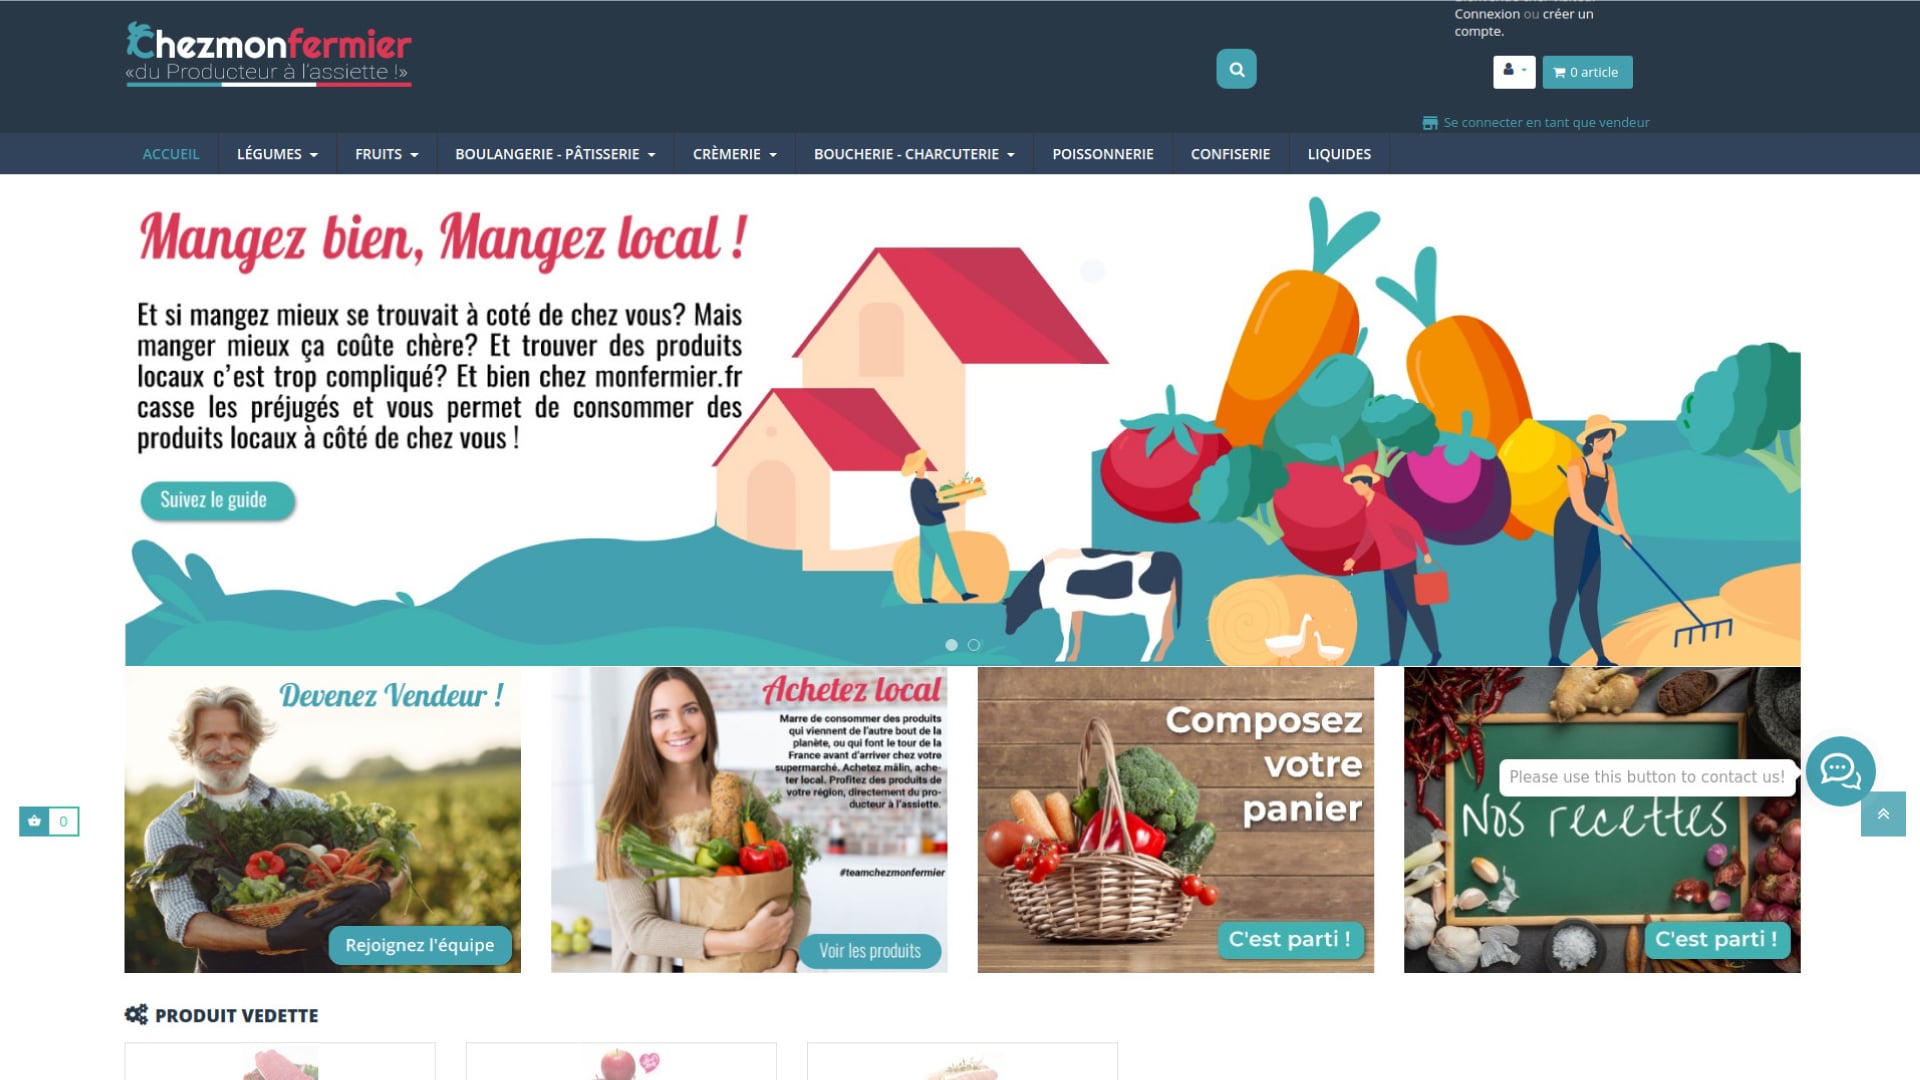 Connexion ou créer un
compte.
Chezmonfermier
«du Producteur à l'assiette !»
0 article
Se connecter en tant que vendeur
ACCUEIL
LÉGUMES
FRUITS
BOULANGERIE - PÂTISSERIE
CRÈMERIE
BOUCHERIE - CHARCUTERIE
POISSONNERIE
CONFISERIE
LIQUIDES
Mangez bien, Mangez local !
Et si mangez mieux se trouvait à coté de chez vous? Mais
manger mieux ça coûte chère? Et trouver des produits
locaux c'est trop compliqué? Et bien chez monfermier.fr
casse les préjugés et vous permet de consommer des
produits locaux à côté de chez vous !
Suivez le guide
Devenez Vendeur !
Rejoignez l'équipe
Achetez local
Marre de consommer des produits
qui viennent de l'autre bout de la
planète, ou qui font le tour de la
France avant d'arriver chez votre
supermarché. Achetez mâlin, ache-
ter local. Profitez des produits de
votre région, directement du pro-
ducteur à l'assiette.
#teamchezmonfermier
Voir les produits
Composez
votre
panier
C'est parti !
Please use this button to contact us!
Nos recettes
C'est parti !
0
PRODUIT VEDETTE